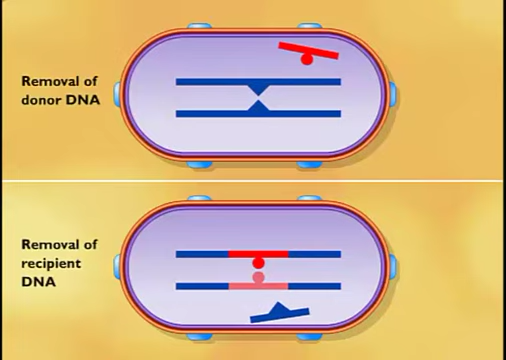 Removal of
donor DNA
Removal of
recipient
DNA